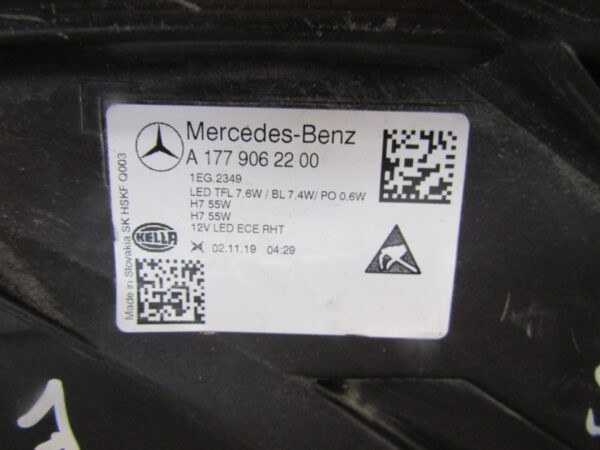 Mercedes-Benz
A 177 906 22 00
1EG.2349
LED TFL 7,6W / BL 7,4W/ PO 0,6W
H7 55W
H7 55W
12V LED ECE RHT
02.11.19 04:29
HELLA
Made in Slovakia SK HSKF Q003